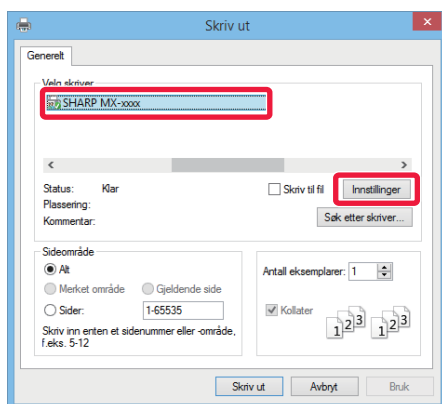 Skriv ut
Generelt
Velg skriver
SHARP MX-xxxx
Status: Klar
Skriv til fil
Innstillinger
Plassering:
Kommentar:
Søk etter skriver...
Sideområde
Alt
Merket område
Gjeldende side
Sider: 1-65535
Skriv inn enten et sidenummer eller -område,
f.eks. 5-12
Antall eksemplarer: 1
Kollater
1 2 3 1 2 3
Skriv ut
Avbryt
Bruk